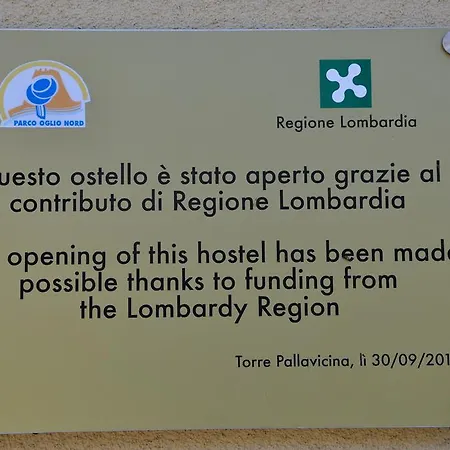 PARCO OGLIO NORD
Regione Lombardia
uesto ostello è stato aperto grazie al
contributo di Regione Lombardia
opening of this hostel has been made
possible thanks to funding from
the Lombardy Region
Torre Pallavicina, lì 30/09/201